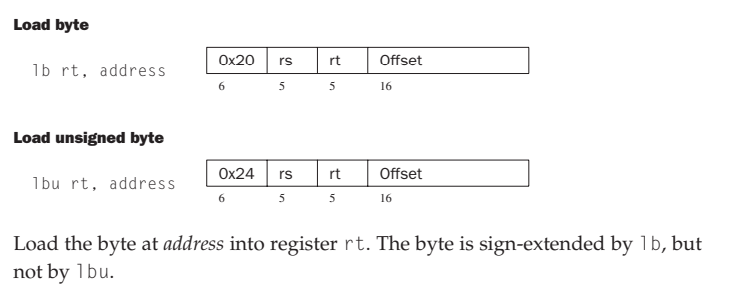 Load byte
lb rt, address
0x20 rs rt Offset
6 5 5 16
Load unsigned byte
lbu rt, address
0x24 rs rt Offset
6 5 5 16
Load the byte at address into register rt. The byte is sign-extended by lb, but
not by lbu.